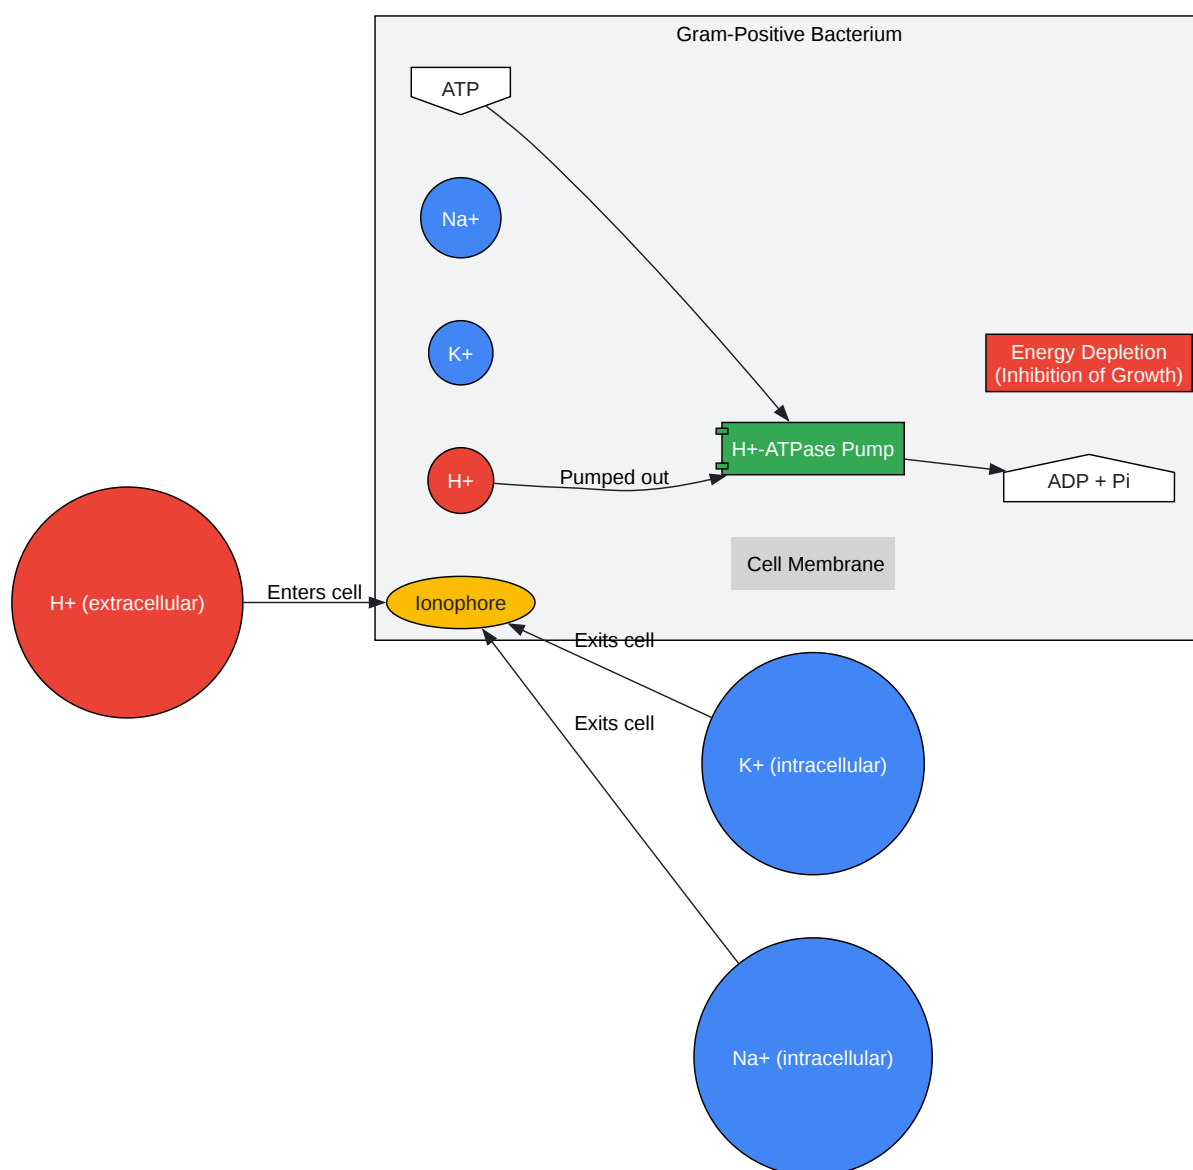 Gram-Positive Bacterium
ATP
Na+
K+
Energy Depletion
(Inhibition of Growth)
H+-ATPase Pump
H+
Pumped out
ADP + Pi
Cell Membrane
H+ (extracellular)
Enters cell
Ionophore
Exits cell
Exits cell
K+ (intracellular)
Na+ (intracellular)